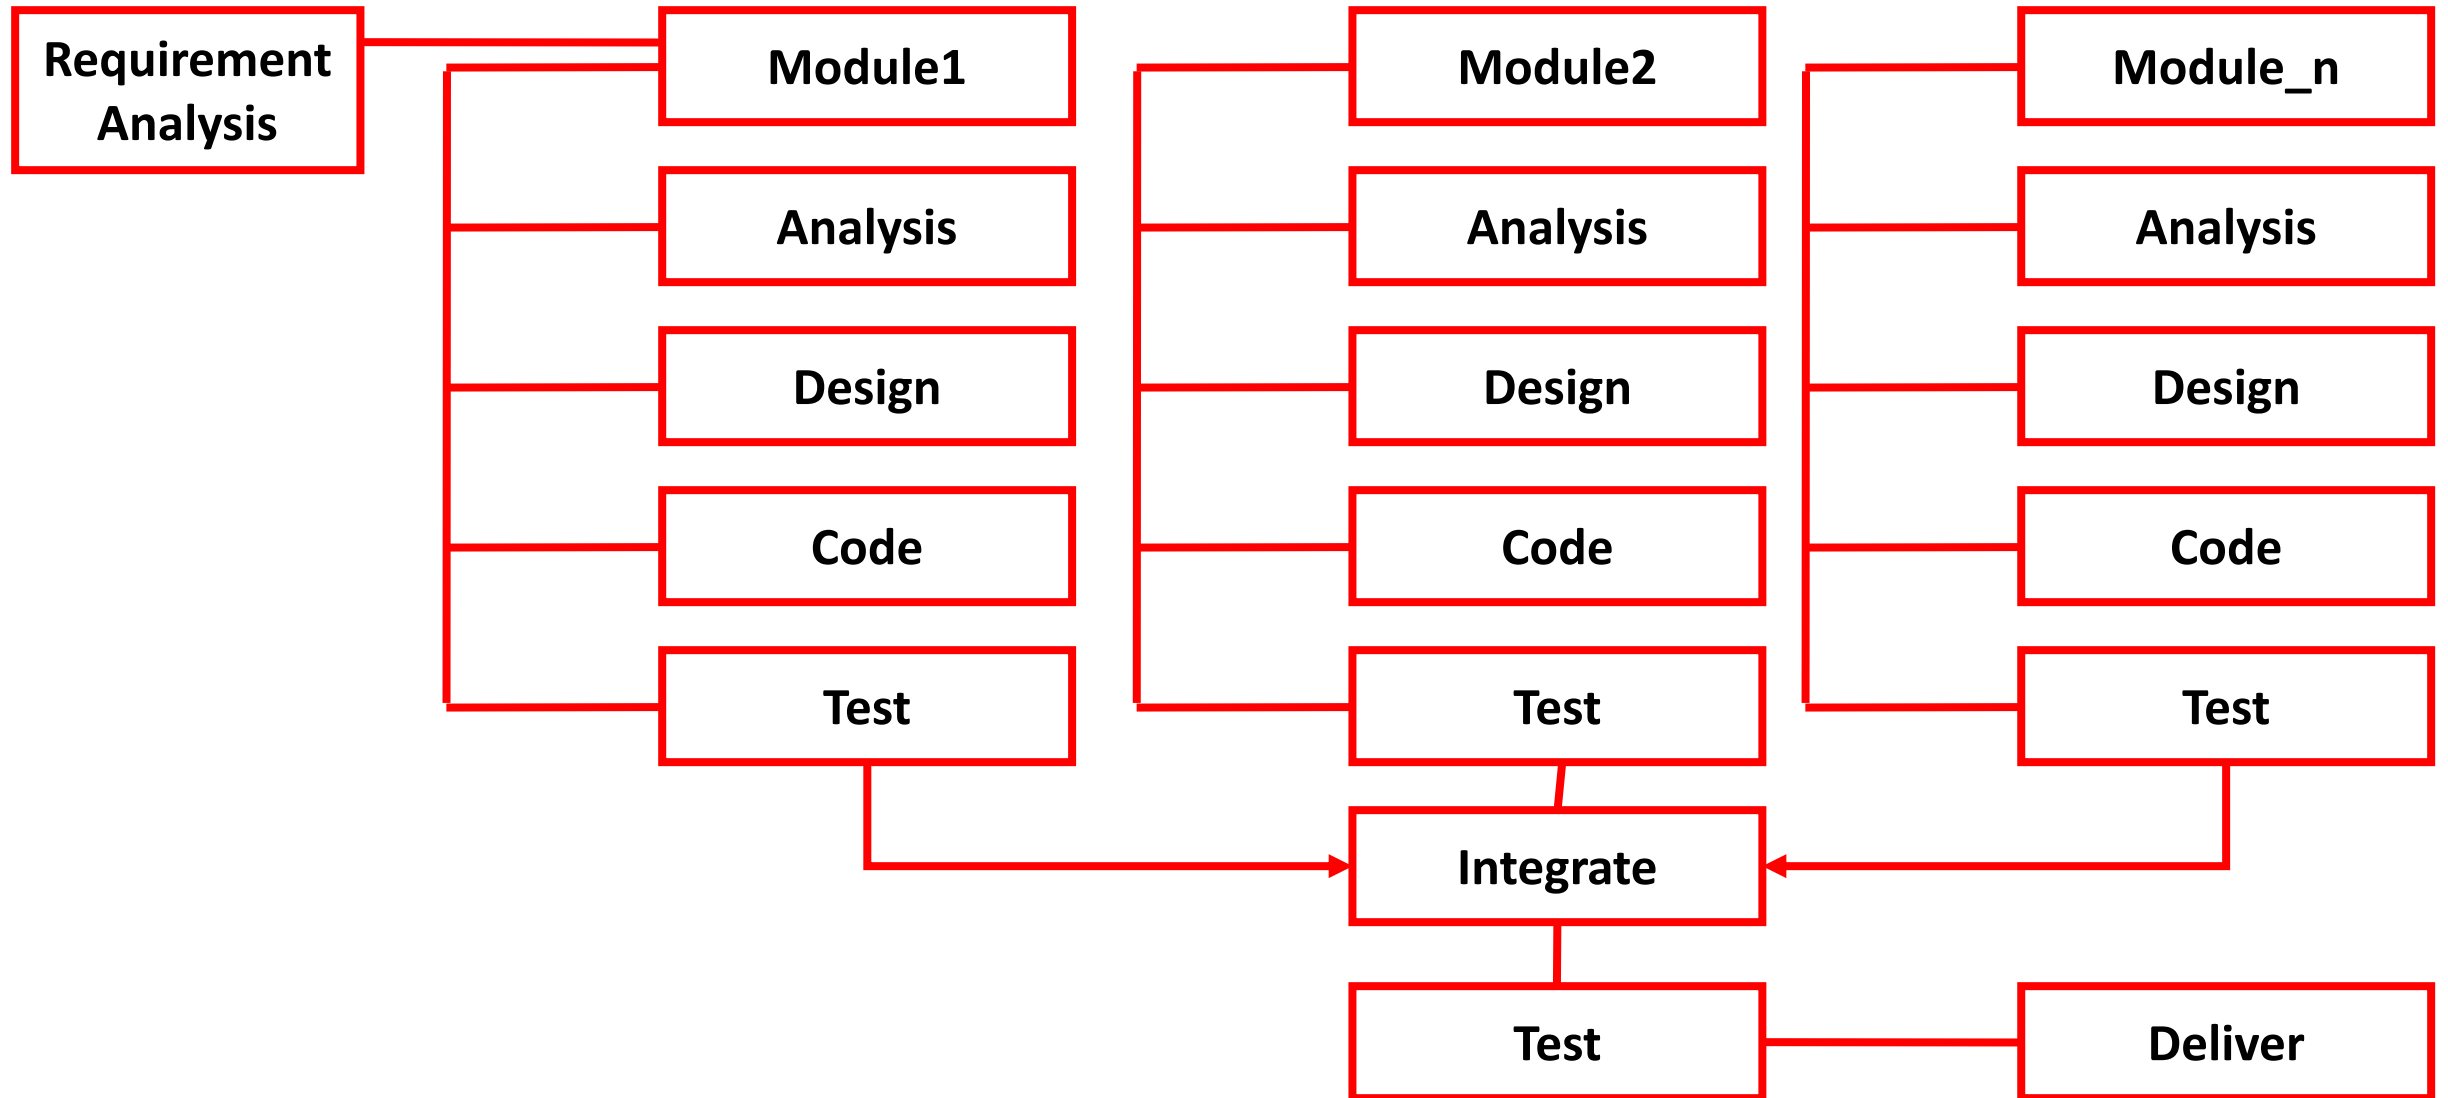 Requirement
Analysis
Module1
Module2
Module_n
Analysis
Analysis
Analysis
Design
Design
Design
Code
Code
Code
Test
Test
Test
Integrate
Test
Deliver